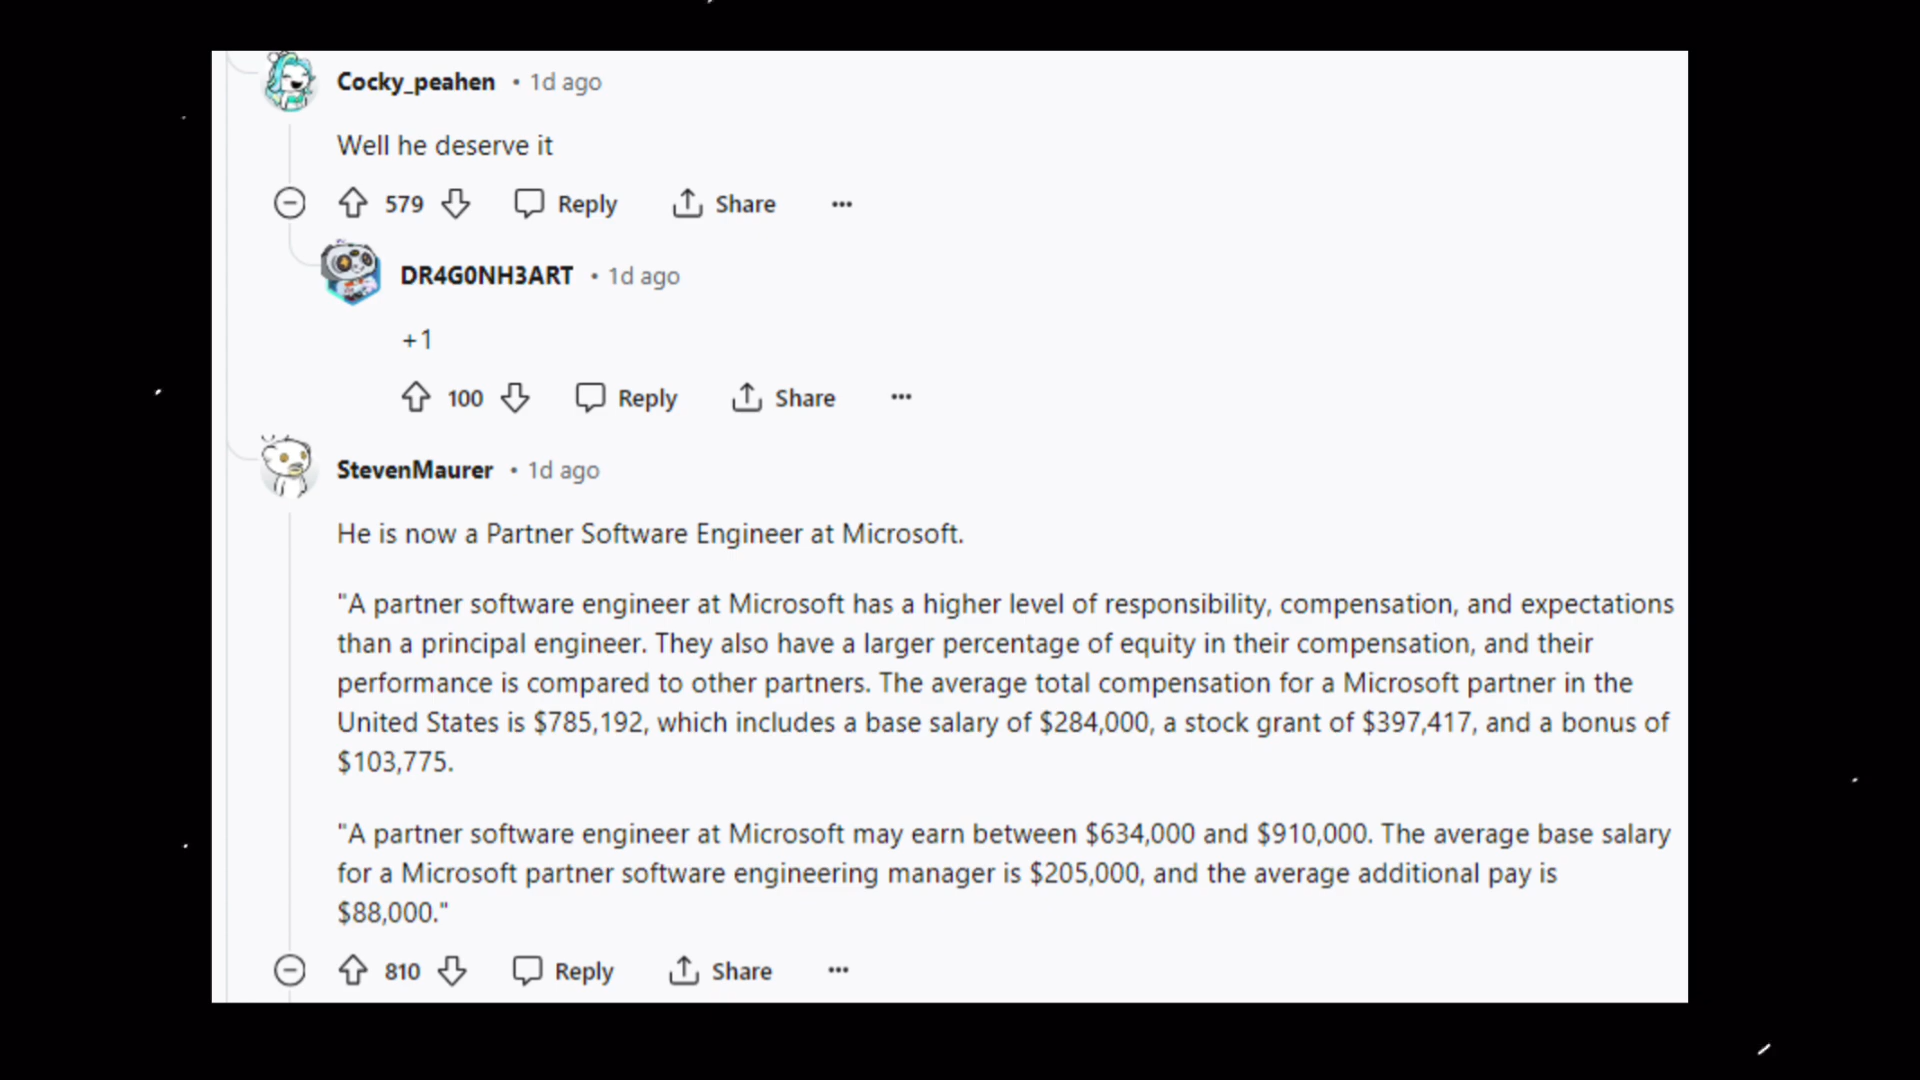 Cocky_peahen • 1d ago
Well he deserve it
579 Reply Share ...
DR4G0NH3ART • 1d ago
+1
100 Reply Share ...
StevenMaurer • 1d ago
He is now a Partner Software Engineer at Microsoft.
"A partner software engineer at Microsoft has a higher level of responsibility, compensation, and expectations
than a principal engineer. They also have a larger percentage of equity in their compensation, and their
performance is compared to other partners. The average total compensation for a Microsoft partner in the
United States is $785,192, which includes a base salary of $284,000, a stock grant of $397,417, and a bonus of
$103,775.
"A partner software engineer at Microsoft may earn between $634,000 and $910,000. The average base salary
for a Microsoft partner software engineering manager is $205,000, and the average additional pay is
$88,000."
810 Reply Share ...